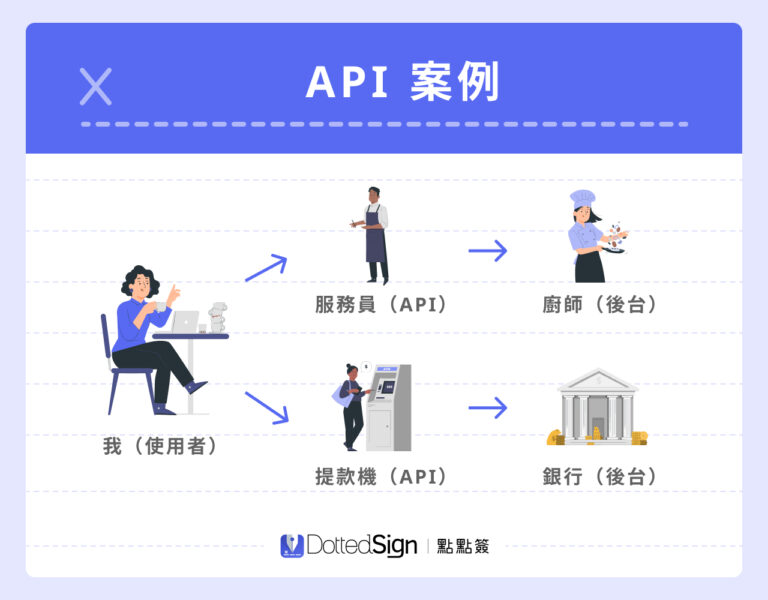 API 案例
服務員（API）
廚師（後台）
我（使用者）
提款機（API）
銀行（後台）
DottedSign | 點點簽